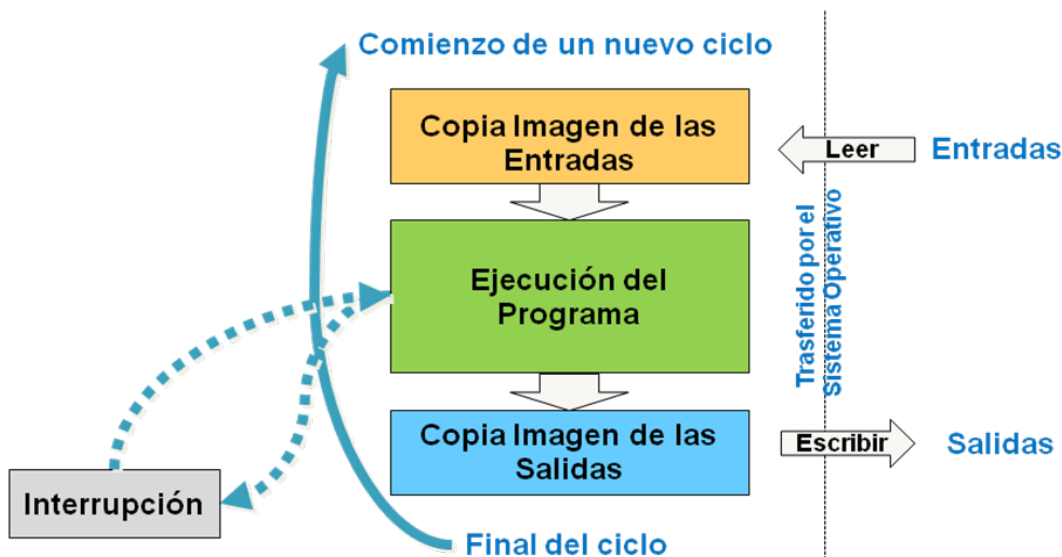 Comienzo de un nuevo ciclo
Copia Imagen de las
Entradas
Leer
Entradas
Ejecución del
Programa
Trasferido por el
Sistema Operativo
Copia Imagen de las
Salidas
Escribir
Salidas
Interrupción
Final del ciclo